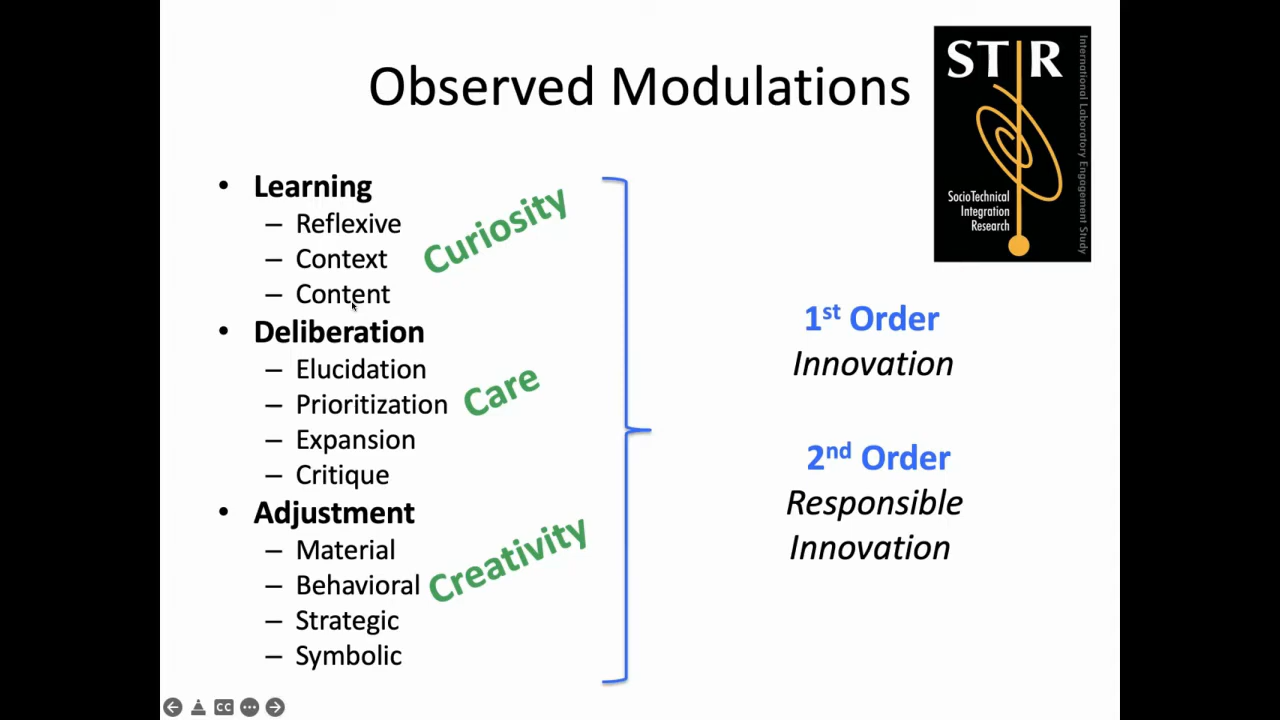 Observed Modulations
STIR
International Laboratory Engagement Study
SocioTechnical
Integration
Research
• Learning
– Reflexive
– Context
– Content
Curiosity
• Deliberation
– Elucidation
– Prioritization
– Expansion
– Critique
Care
• Adjustment
– Material
– Behavioral
– Strategic
– Symbolic
Creativity
1st Order
Innovation
2nd Order
Responsible
Innovation
CC